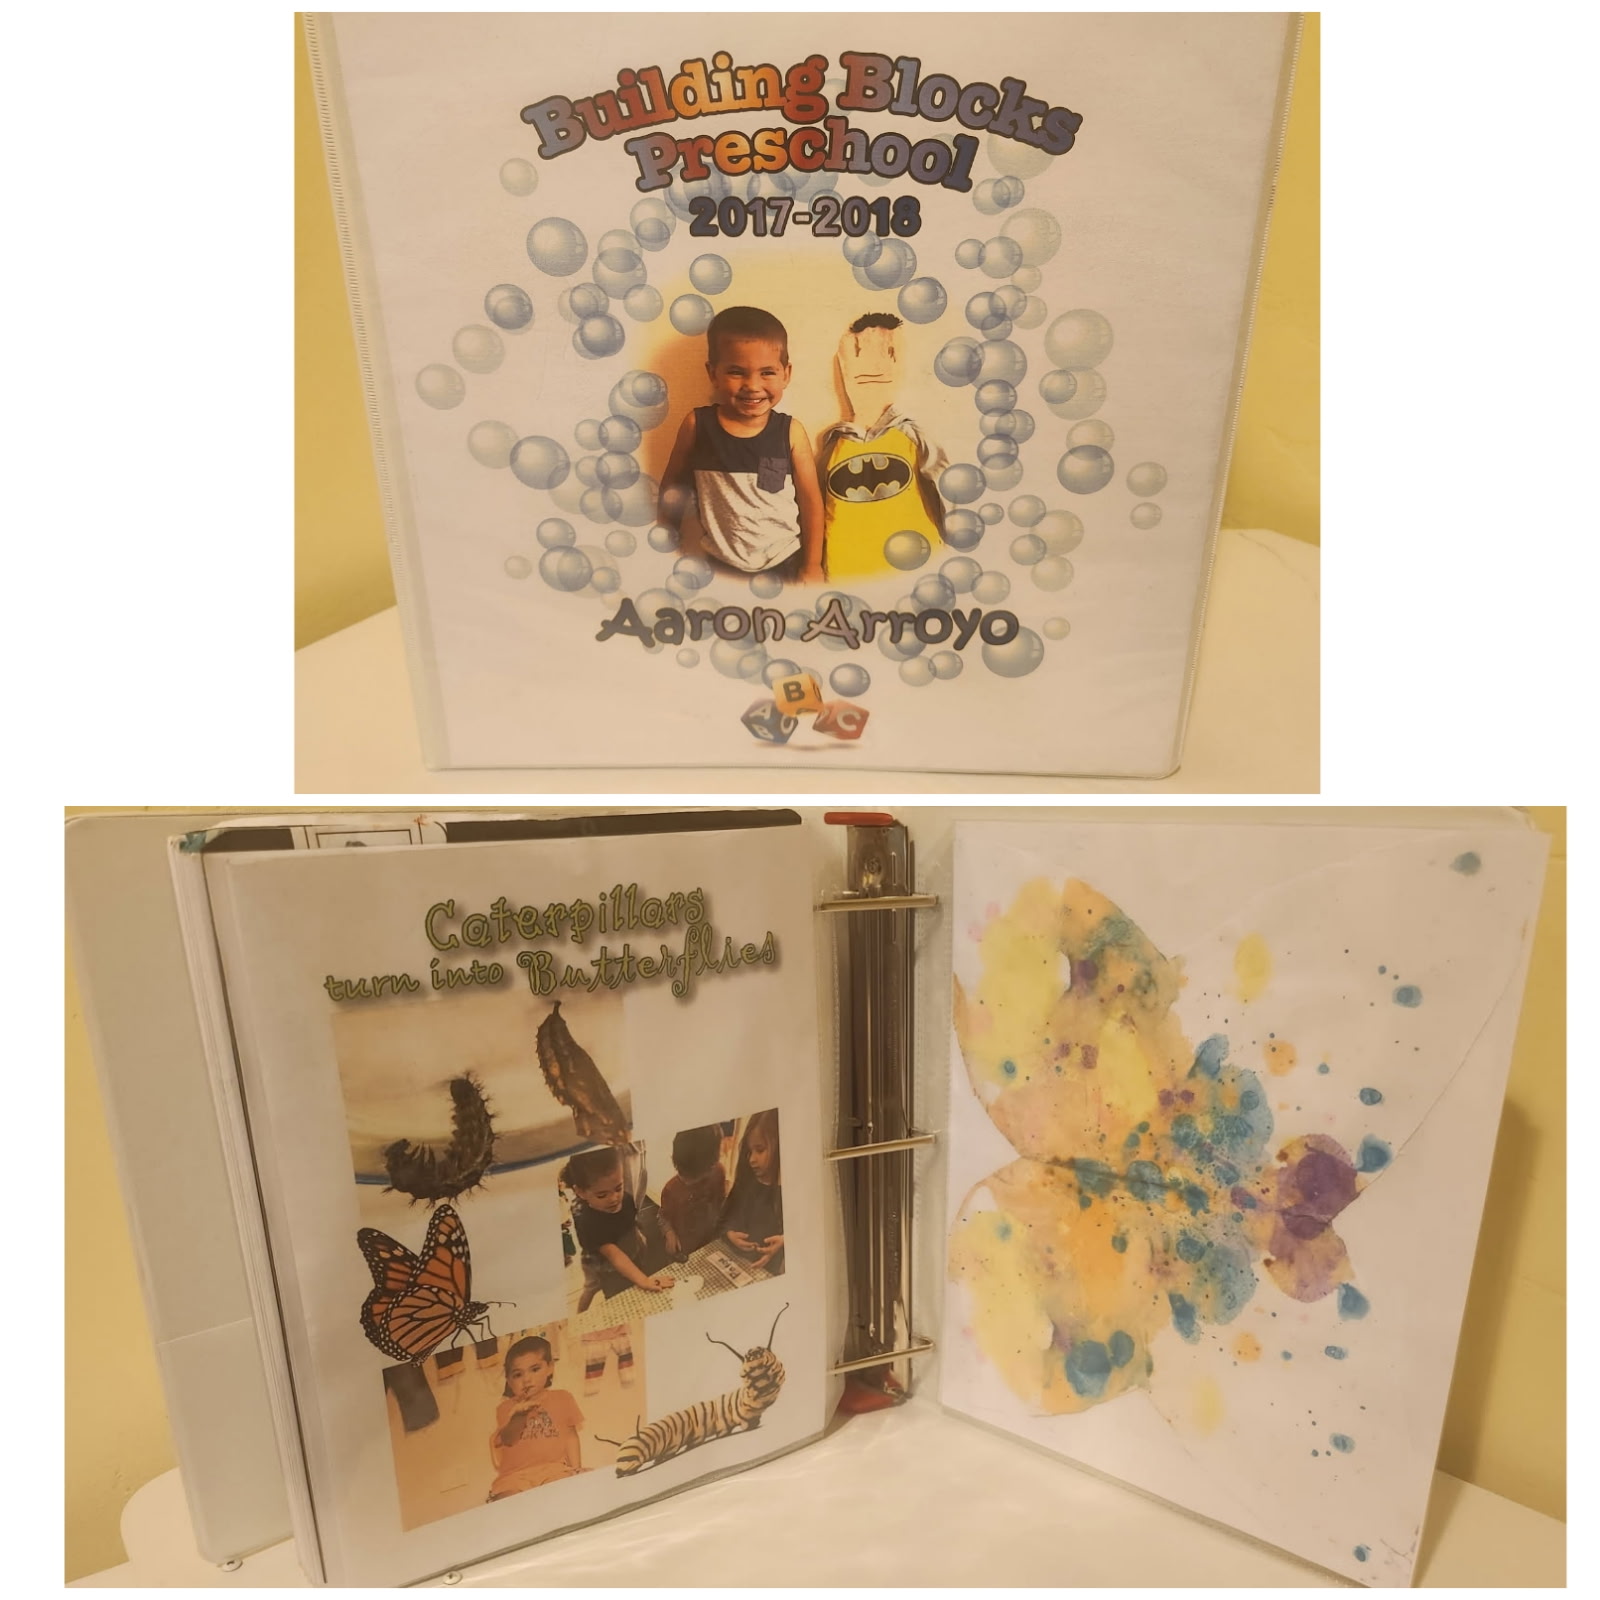 Building Blocks
Preschool
2017-2018
Aaron Arroyo
B
A C
B
Caterpillars
turn into Butterflies